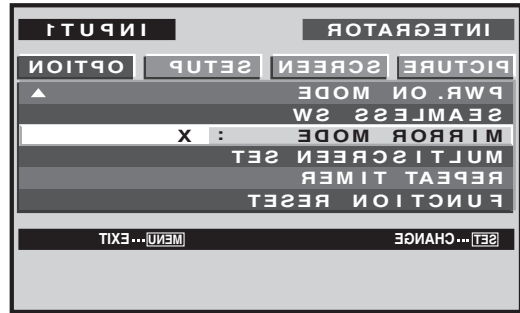 INTEGRATOR INPUT1
PICTURE SCREEN SETUP OPTION
PWR. ON MODE ▲
SEAMLESS SW
MIRROR MODE : X
MULTISCREEN SET
REPEAT TIMER
FUNCTION RESET
SET···CHANGE MENU···EXIT